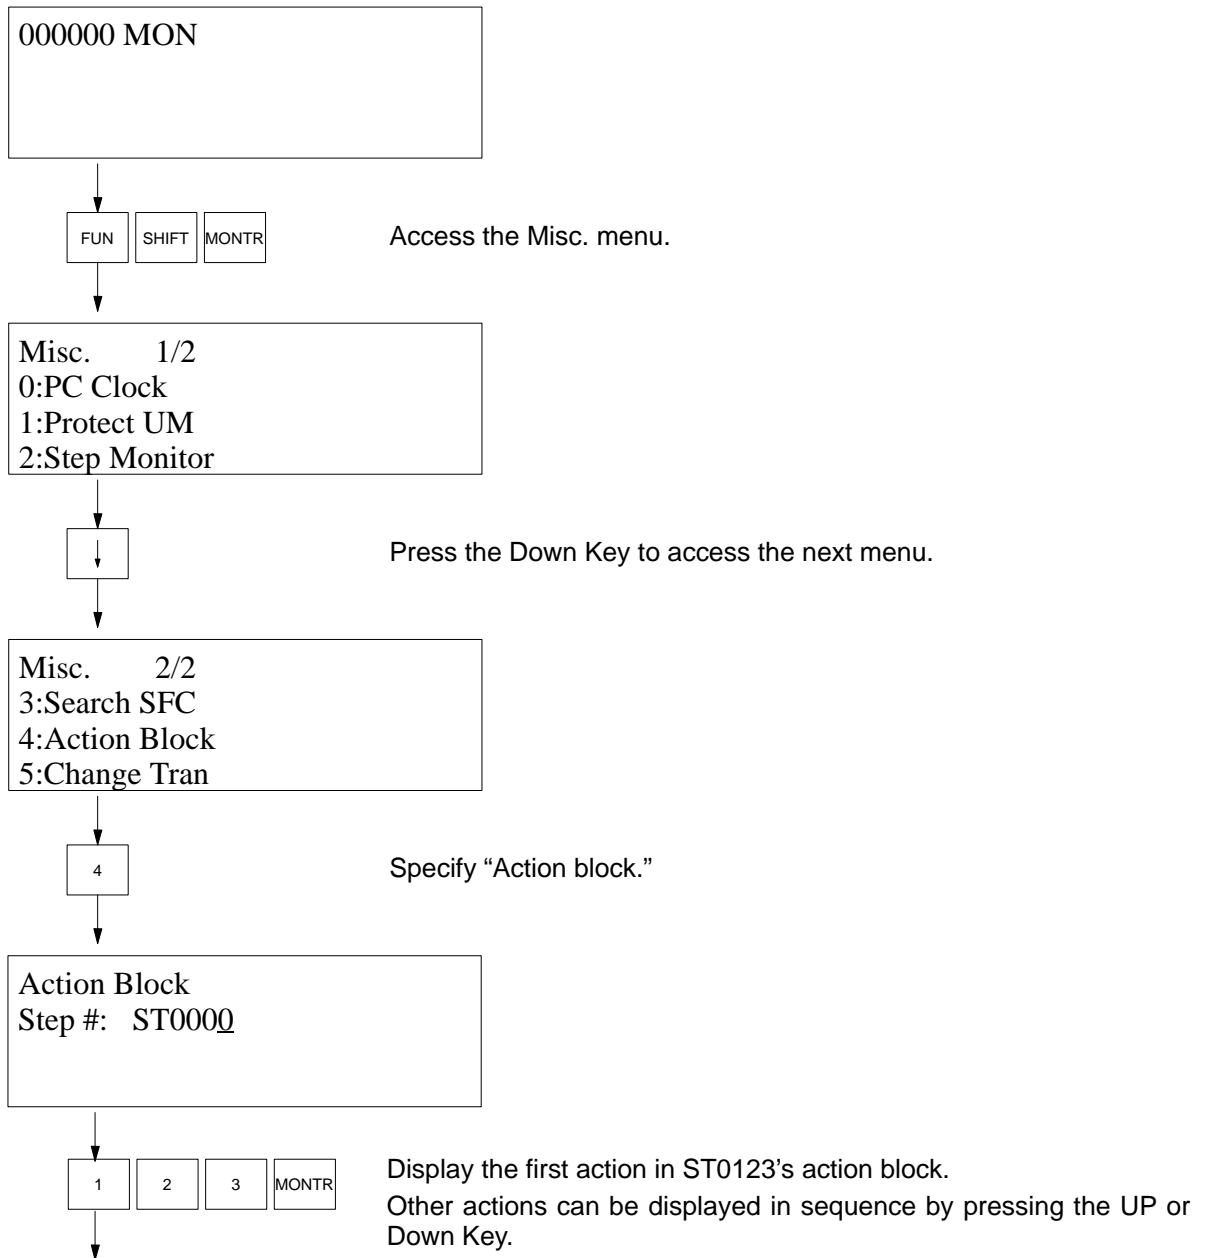 000000 MON
FUN SHIFT MONTR Access the Misc. menu.
Misc. 1/2
0:PC Clock
1:Protect UM
2:Step Monitor
Press the Down Key to access the next menu.
Misc. 2/2
3:Search SFC
4:Action Block
5:Change Tran
4 Specify “Action block.”
Action Block
Step #: ST0000
1 2 3 MONTR Display the first action in ST0123’s action block.
Other actions can be displayed in sequence by pressing the UP or
Down Key.